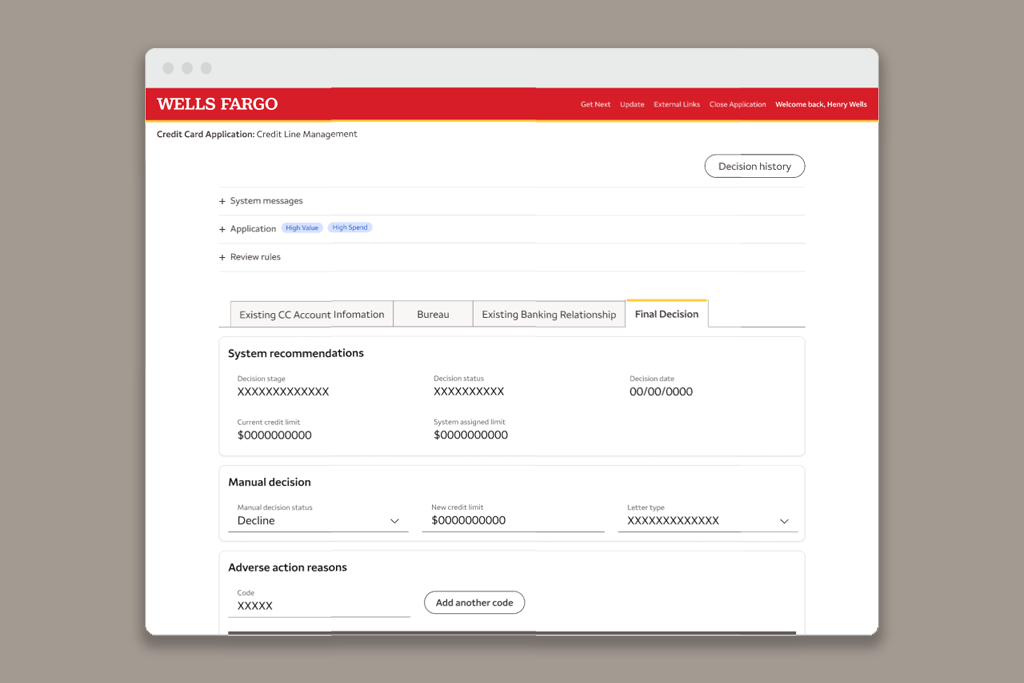 WELLS FARGO
Get Next Update External Links Close Application Welcome back, Henry Wells
Credit Card Application: Credit Line Management
Decision history
+ System messages
+ Application High Value High Spend
+ Review rules
Existing CC Account Infomation Bureau Existing Banking Relationship Final Decision
System recommendations
Decision stage Decision status Decision date
XXXXXXXXXXXXX XXXXXXXXXX 00/00/0000
Current credit limit System assigned limit
$0000000000 $0000000000
Manual decision
Manual decision status New credit limit Letter type
Decline $0000000000 XXXXXXXXXXXXX
Adverse action reasons
Code
XXXXX Add another code